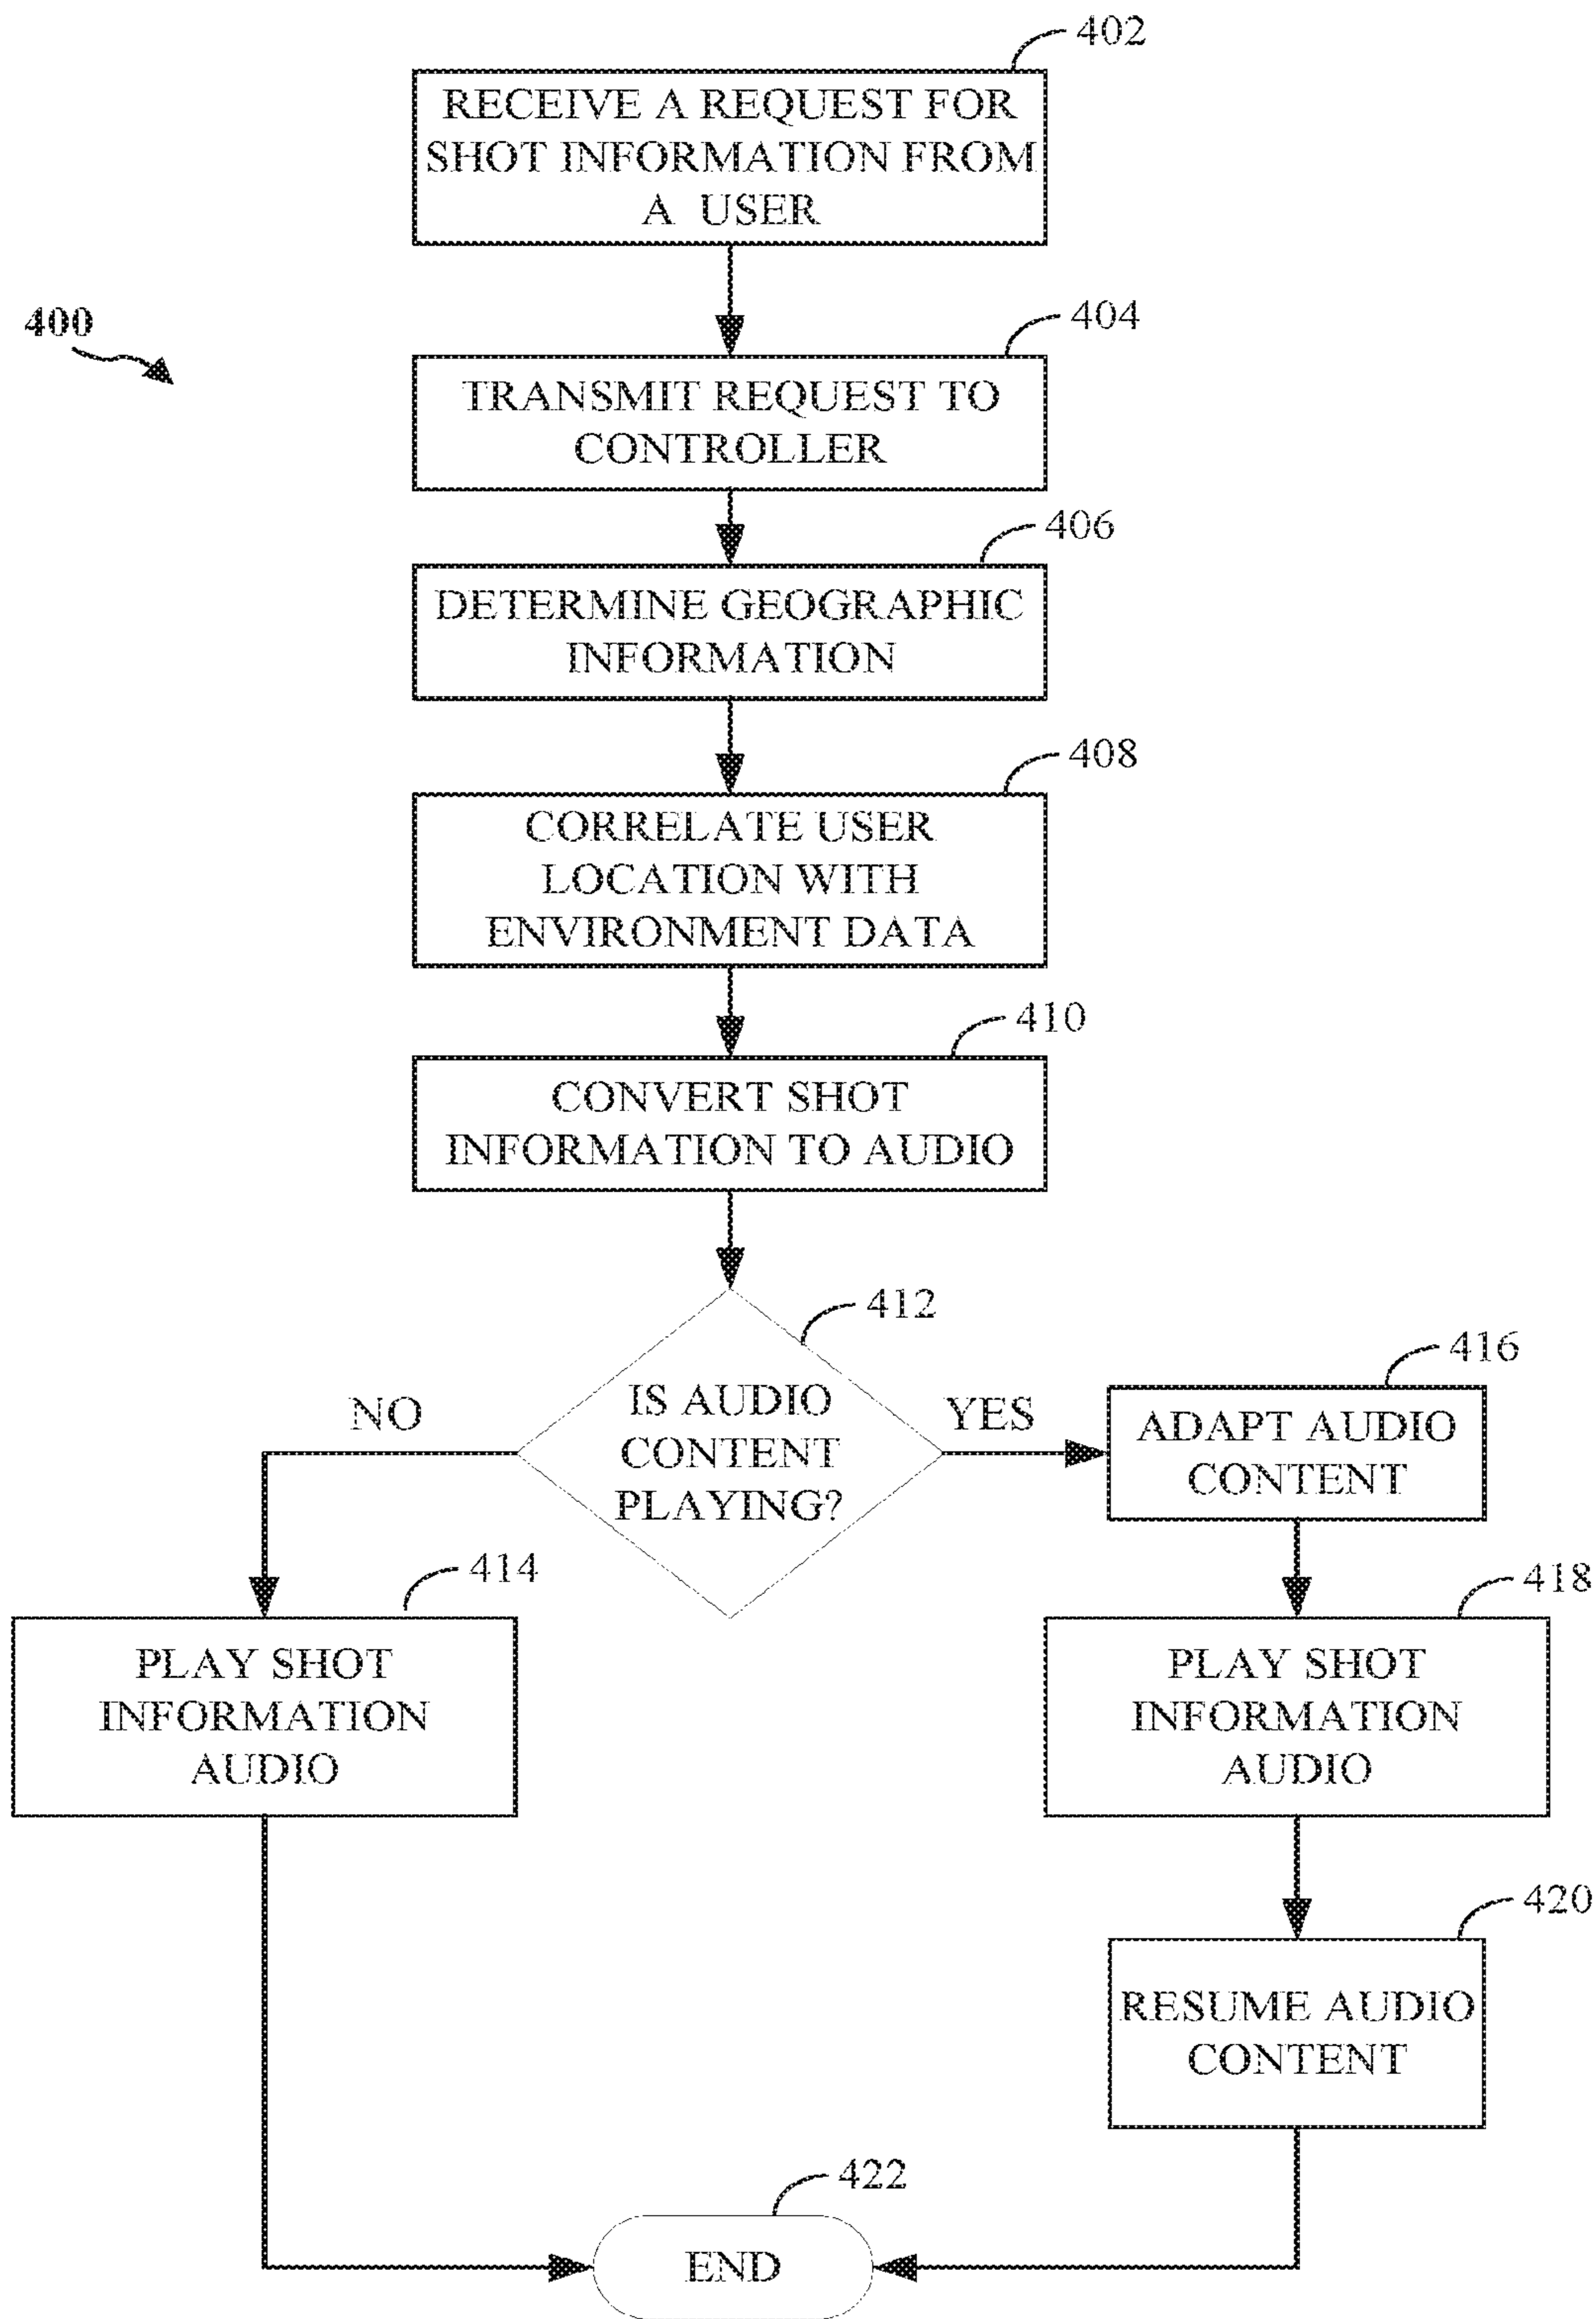 402
RECEIVE A REQUEST FOR
SHOT INFORMATION FROM
A USER
400
404
TRANSMIT REQUEST TO
CONTROLLER
406
DETERMINE GEOGRAPHIC
INFORMATION
408
CORRELATE USER
LOCATION WITH
ENVIRONMENT DATA
410
CONVERT SHOT
INFORMATION TO AUDIO
412
IS AUDIO
CONTENT
PLAYING?
NO
YES
416
ADAPT AUDIO
CONTENT
414
PLAY SHOT
INFORMATION
AUDIO
418
PLAY SHOT
INFORMATION
AUDIO
420
RESUME AUDIO
CONTENT
422
END